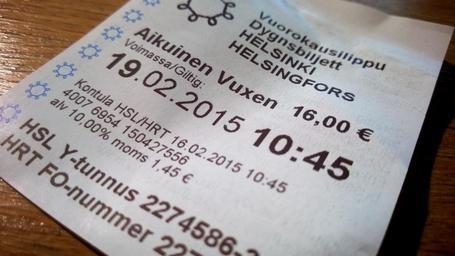 Vuorokausilippu
Dygnsbiljett
HELSINKI
HELSINGFORS
Aikuinen Vuxen 16,00 €
Voimassa/Giltig:
19.02.2015 10:45
Kontula HSL/HRT 16.02.2015 10:45
4007 6954 150427556
alv 10,00% moms 1,45 €
HSL Y-tunnus 2274586-
HRT FO-nummer 227